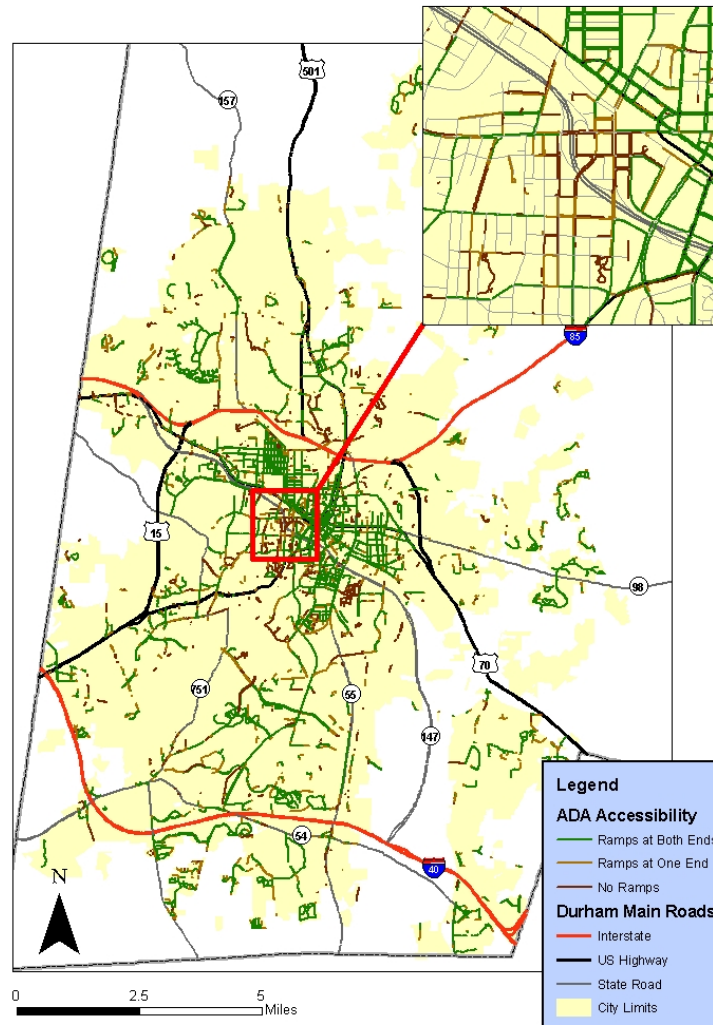 501
157
85
15
98
70
751
55
147
54
40
N
0 2.5 5
Miles
Legend
ADA Accessibility
Ramps at Both Ends
Ramps at One End
No Ramps
Durham Main Roads
Interstate
US Highway
State Road
City Limits